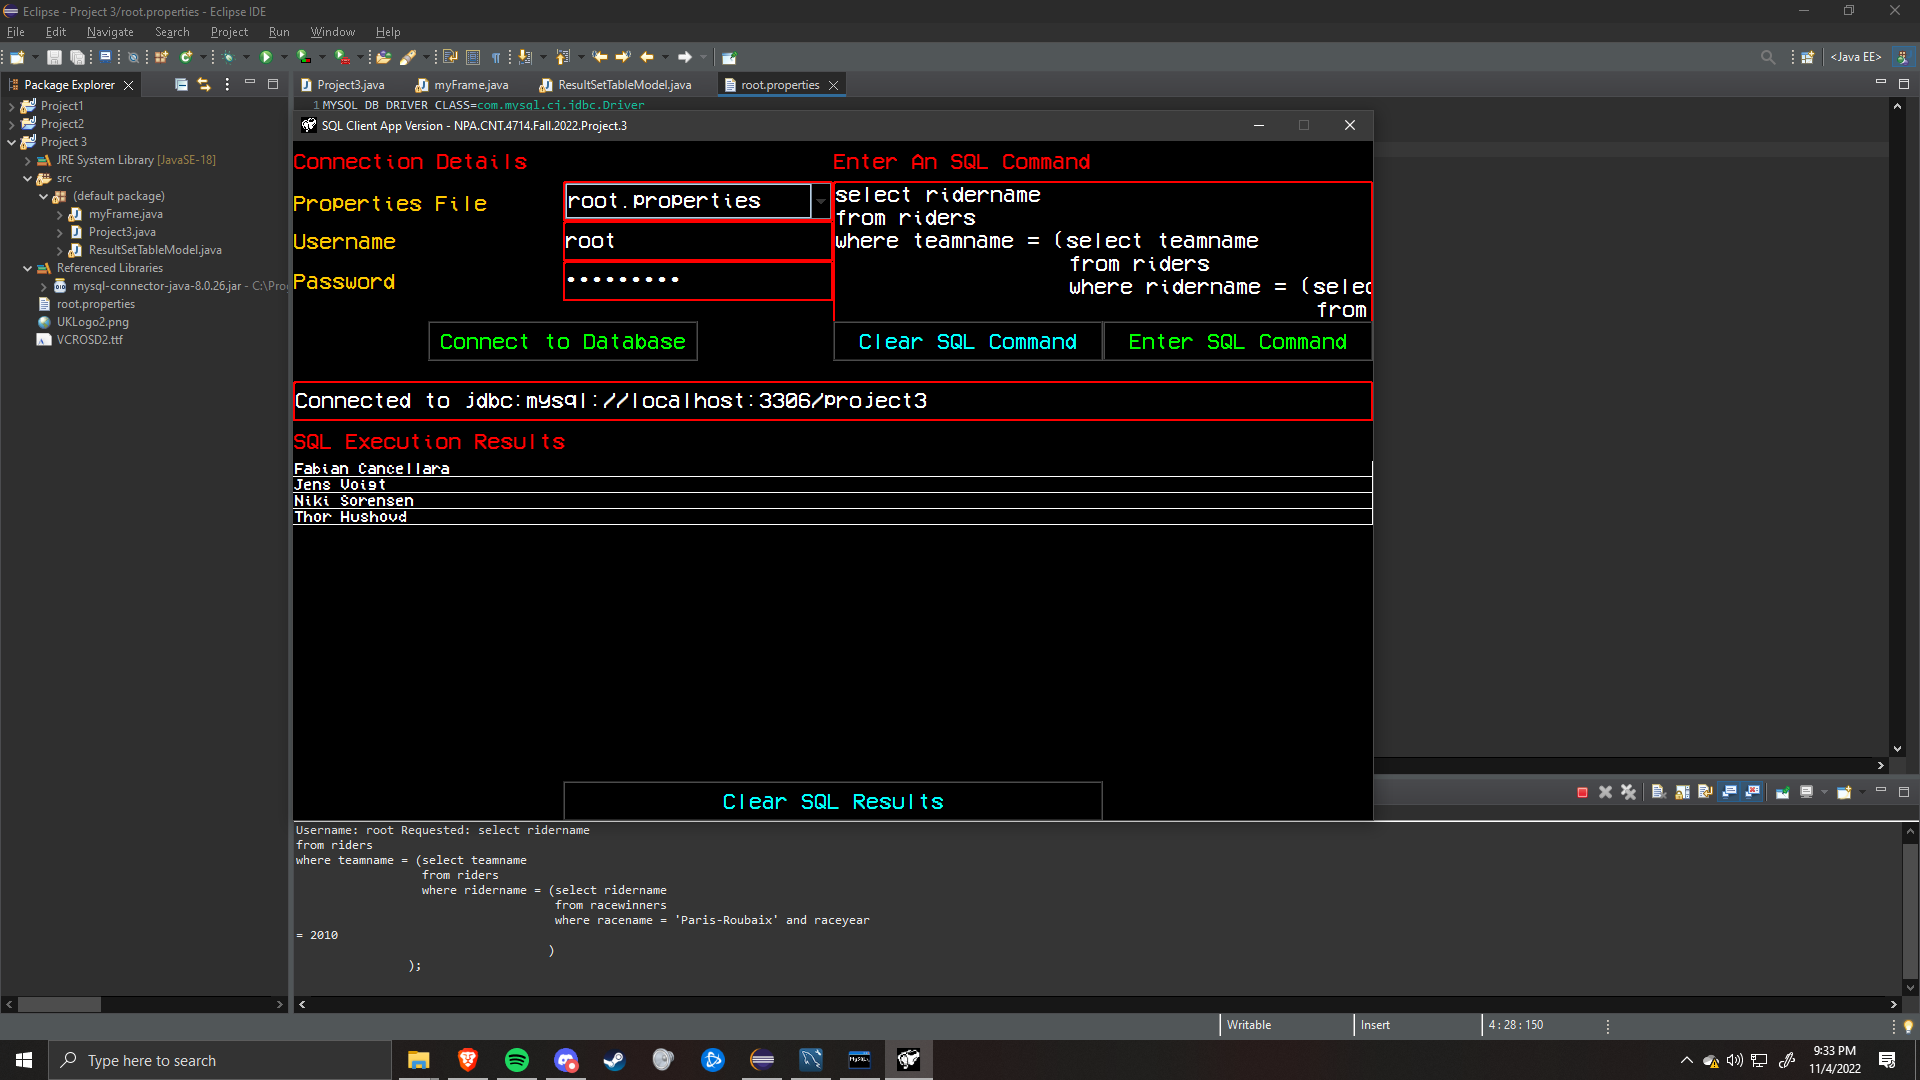 Eclipse - Project 3/root.properties - Eclipse IDE
File Edit Navigate Search Project Run Window Help
<Java EE>
Package Explorer
Project3.java myFrame.java ResultSetTableModel.java root.properties
Project1
Project2
Project 3
JRE System Library [JavaSE-18]
src
(default package)
myFrame.java
Project3.java
ResultSetTableModel.java
Referenced Libraries
mysql-connector-java-8.0.26.jar - C:\Pro
root.properties
UKLogo2.png
VCROSD2.ttf
1 MYSQL_DB_DRIVER_CLASS=com.mysql.cj.jdbc.Driver
SQL Client App Version - NPA.CNT.4714.Fall.2022.Project.3
Connection Details
Properties File root.properties
Username root
Password •••••••••
Connect to Database
Enter An SQL Command
select ridername
from riders
where teamname = (select teamname
from riders
where ridername = (selec
from
Clear SQL Command Enter SQL Command
Connected to jdbc:mysql://localhost:3306/project3
SQL Execution Results
Fabian Cancellara
Jens Voigt
Niki Sorensen
Thor Hushovd
Clear SQL Results
Username: root Requested: select ridername
from riders
where teamname = (select teamname
from riders
where ridername = (select ridername
from racewinners
where racename = 'Paris-Roubaix' and raceyear
= 2010
)
);
Writable Insert 4 : 28 : 150
Type here to search
MySQL
9:33 PM
11/4/2022